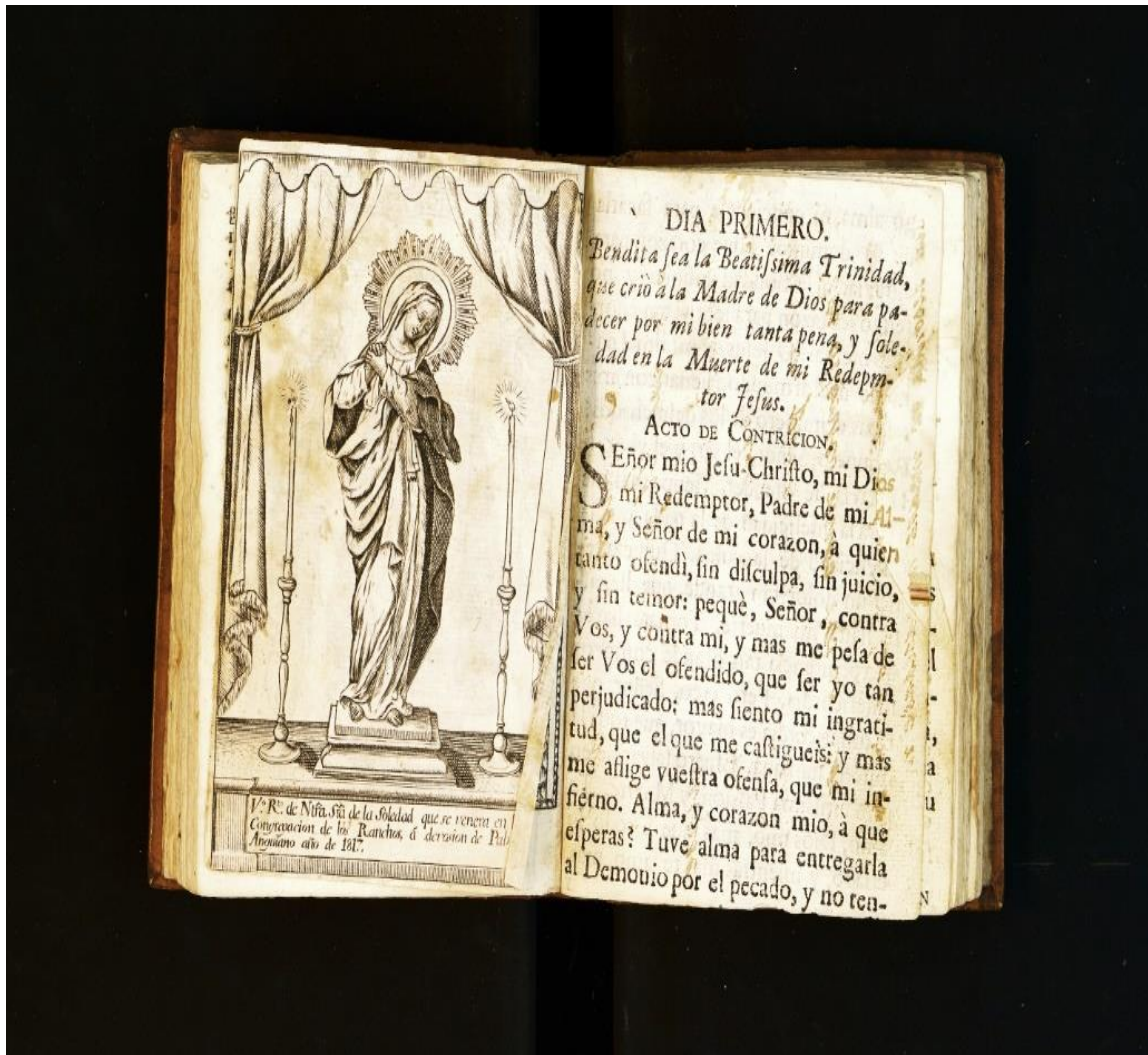 V.º R.º de Ntrã. Srã de la Soledad que se venera en
Congregacion de los Ranchos, á devosion de
Anguiano año de 1817.
DIA PRIMERO.
Bendita ſea la Beatiſsima Trinidad,
que criò à la Madre de Dios para pa-
decer por mi bien tanta pena, y ſole-
dad en la Muerte de mi Redepm-
tor Jeſus.
ACTO DE CONTRICION.
SEñor mio Jeſu-Chriſto, mi Dios
mi Redemptor, Padre de mi Al-
ma, y Señor de mi corazon, à quien
tanto ofendì, ſin diſculpa, ſin juicio,
y ſin temor: pequè, Señor, contra
Vos, y contra mi, y mas me peſa de
ſer Vos el ofendido, que ſer yo tan
perjudicado; mas ſiento mi ingrati-
tud, que el que me caſtigueis: y mas
me aflige vueſtra ofenſa, que mi in-
fierno. Alma, y corazon mio, à que
eſperas? Tuve alma para entregarla
al Demonio por el pecado, y no ten-